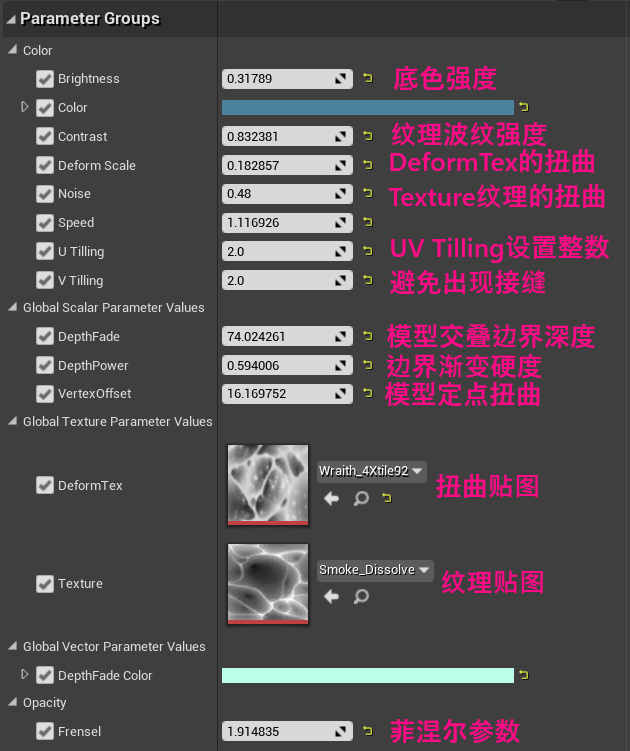 Parameter Groups
Color
Brightness 0.31789 底色强度
Color
Contrast 0.832381 纹理波纹强度
Deform Scale 0.182857 DeformTex的扭曲
Noise 0.48 Texture纹理的扭曲
Speed 1.116926
U Tilling 2.0 UV Tilling设置整数
V Tilling 2.0 避免出现接缝
Global Scalar Parameter Values
DepthFade 74.024261 模型交叠边界深度
DepthPower 0.594006 边界渐变硬度
VertexOffset 16.169752 模型定点扭曲
Global Texture Parameter Values
DeformTex Wraith_4Xtile92 扭曲贴图
Texture Smoke_Dissolve 纹理贴图
Global Vector Parameter Values
DepthFade Color
Opacity
Frensel 1.914835 菲涅尔参数